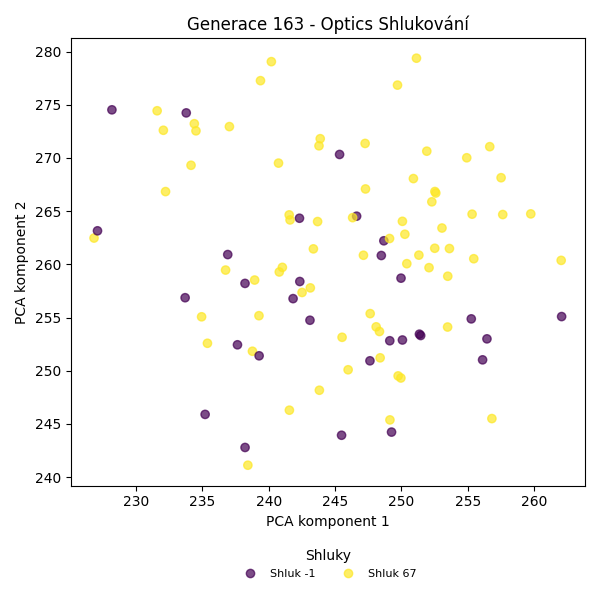 Generace 163 - Optics Shlukování
280
275
270
265
260
255
250
245
240
PCA komponent 2
230
235
240
245
250
255
260
PCA komponent 1
Shluky
Shluk -1
Shluk 67